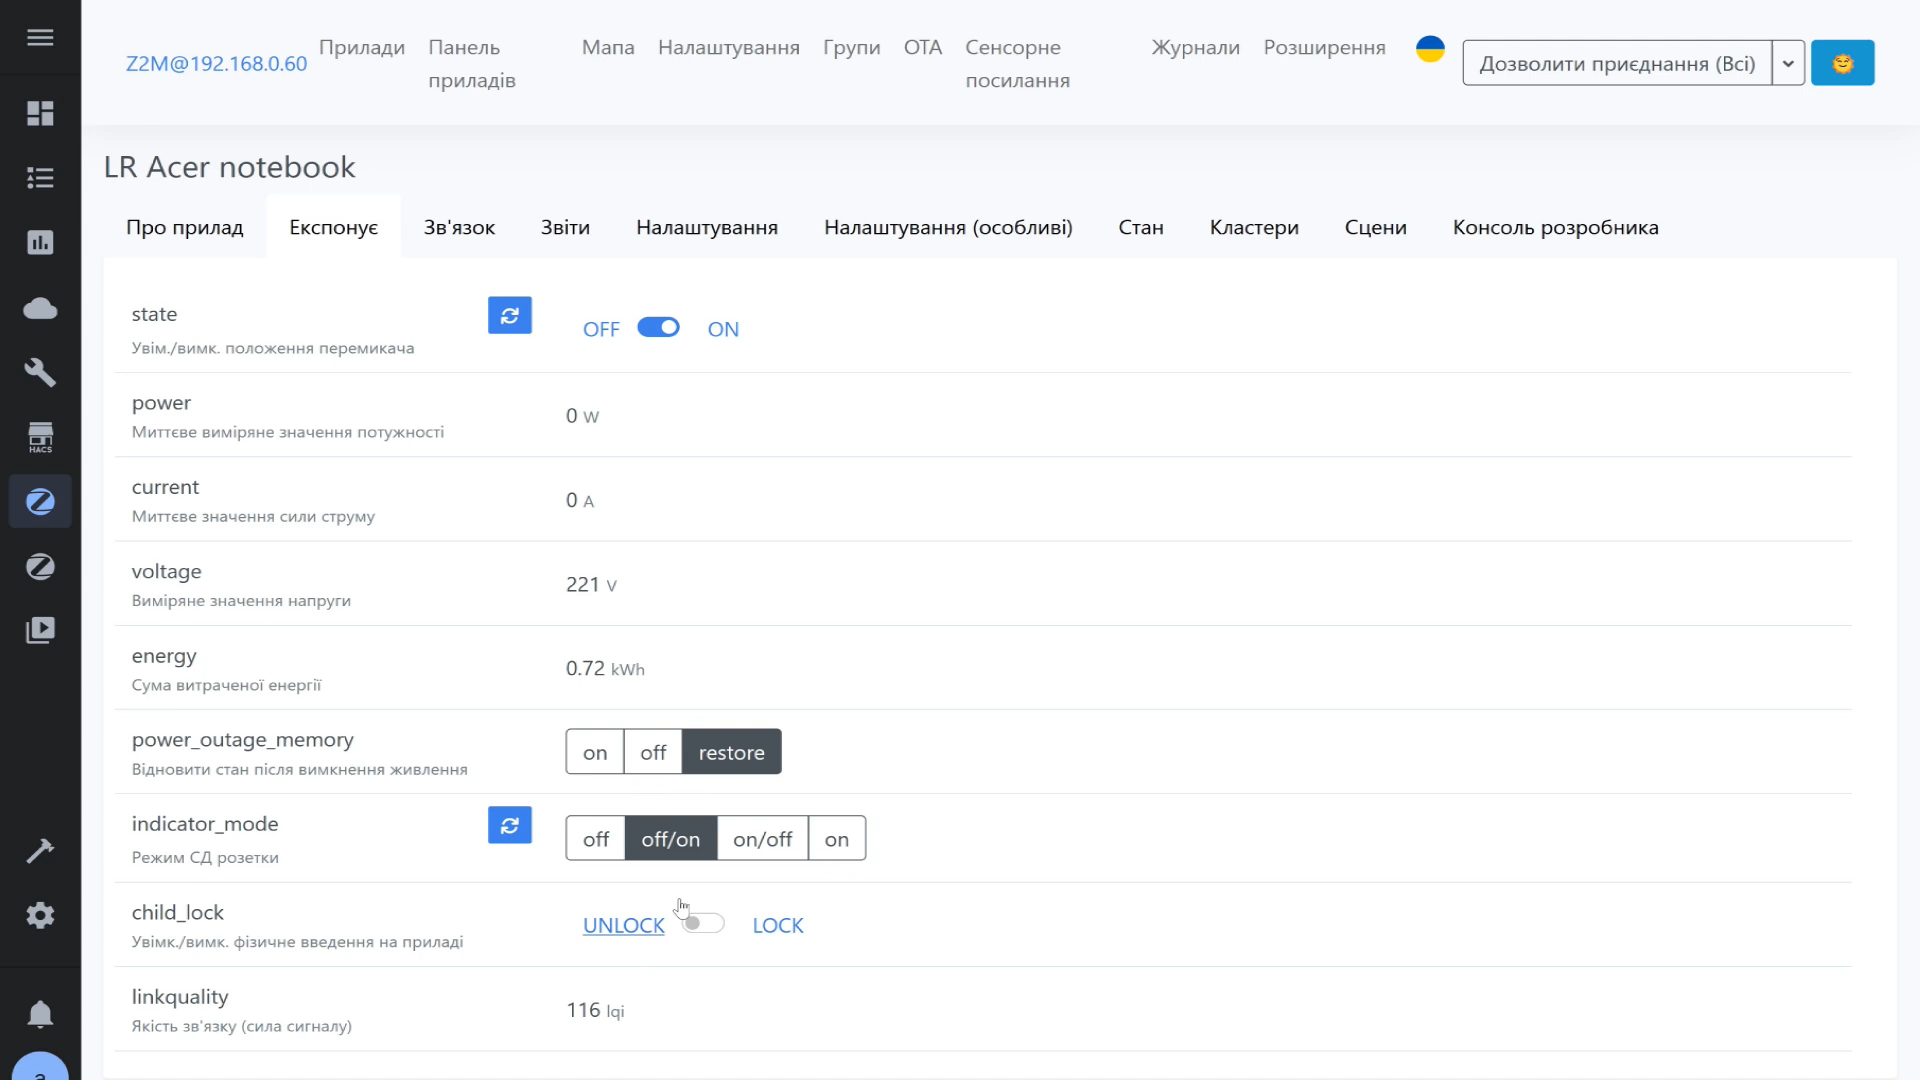 Z2M@192.168.0.60
Прилади
Панель
приладів
Мапа
Налаштування
Групи
OTA
Сенсорне
посилання
Журнали
Розширення
Дозволити приєднання (Всі)
HACS
LR Acer notebook
Про прилад
Експонує
Зв'язок
Звіти
Налаштування
Налаштування (особливі)
Стан
Кластери
Сцени
Консоль розробника
state
Увім./вимк. положення перемикача
OFF
ON
power
Миттєве виміряне значення потужності
0 W
current
Миттєве значення сили струму
0 A
voltage
Виміряне значення напруги
221 V
energy
Сума витраченої енергії
0.72 kWh
power_outage_memory
Відновити стан після вимкнення живлення
on
off
restore
indicator_mode
Режим СД розетки
off
off/on
on/off
on
child_lock
Увімк./вимк. фізичне введення на приладі
UNLOCK
LOCK
linkquality
Якість зв'язку (сила сигналу)
116 lqi